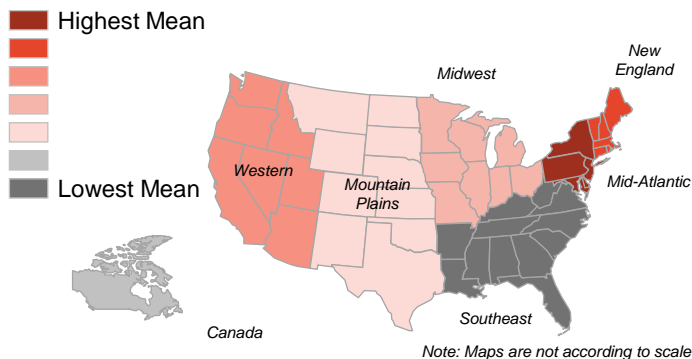 Highest Mean
New
England
Midwest
Western
Mountain
Plains
Mid-Atlantic
Lowest Mean
Southeast
Canada
Note: Maps are not according to scale